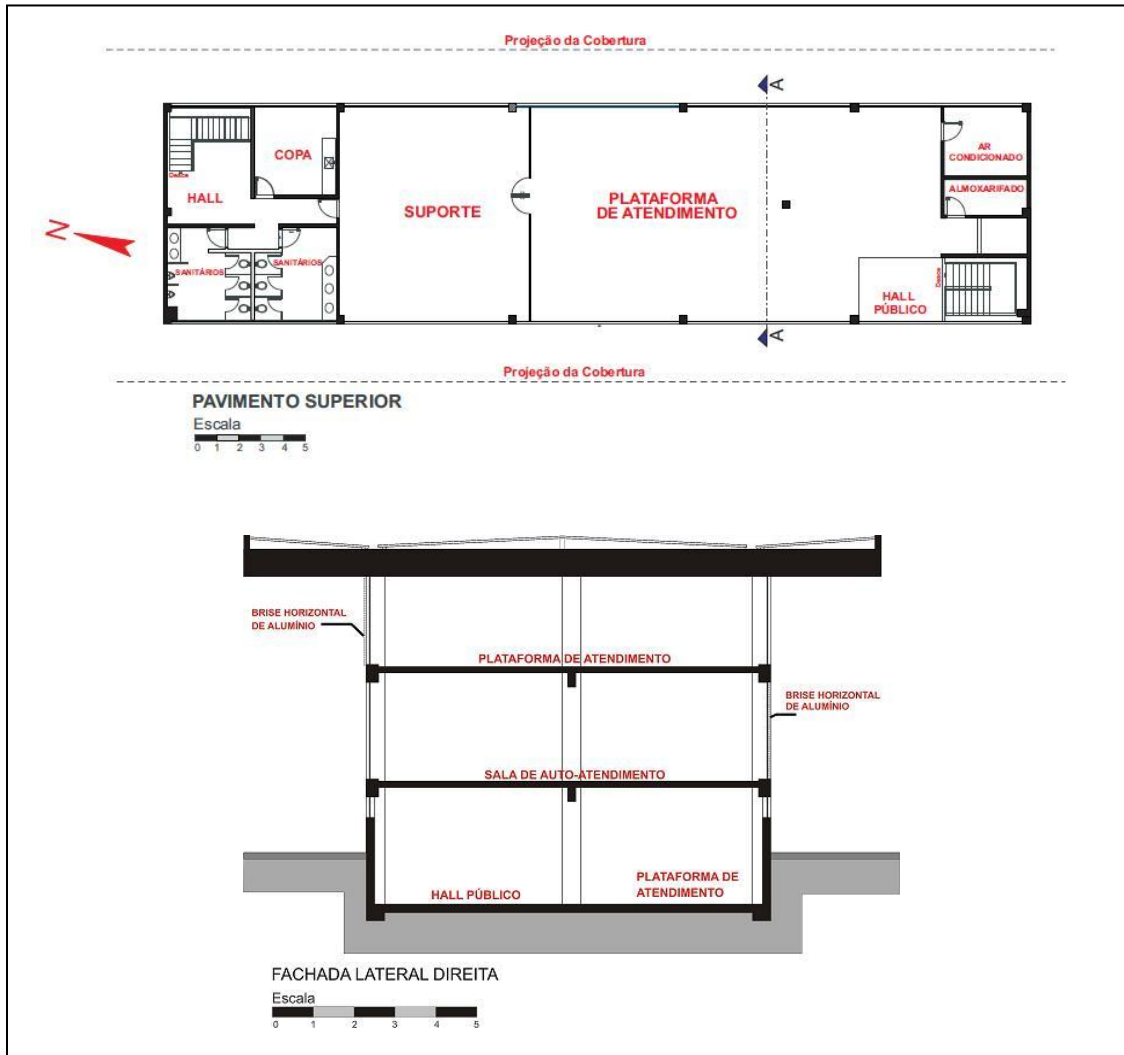 Projeção da Cobertura
A
COPA
AR
CONDICIONADO
Desce
HALL
SUPORTE
PLATAFORMA
DE ATENDIMENTO
ALMOXARIFADO
N
SANITÁRIOS
SANITÁRIOS
Desce
HALL
PÚBLICO
A
Projeção da Cobertura
PAVIMENTO SUPERIOR
Escala
0 1 2 3 4 5
BRISE HORIZONTAL
DE ALUMÍNIO
PLATAFORMA DE ATENDIMENTO
BRISE HORIZONTAL
DE ALUMÍNIO
SALA DE AUTO-ATENDIMENTO
HALL PÚBLICO
PLATAFORMA DE
ATENDIMENTO
FACHADA LATERAL DIREITA
Escala
0 1 2 3 4 5